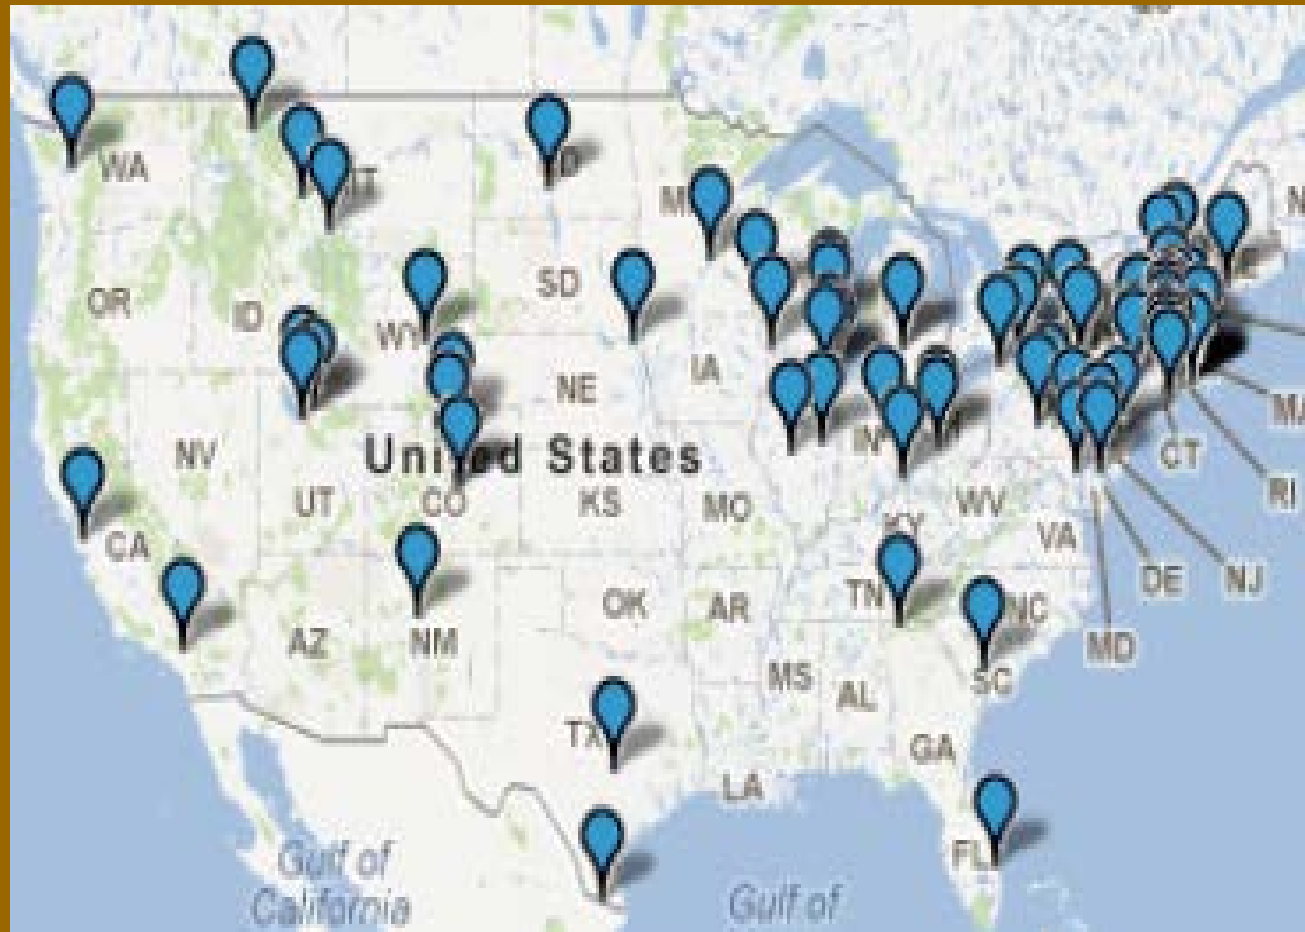 WA
OR
ID
SD
WY
IA
NE
NV
United States
UT
CO
KS
MO
WV
CT
MA
RI
CA
KY
VA
DE
NJ
OK
AR
TN
NC
AZ
NM
MD
MS
AL
SC
TX
GA
LA
FL
Gulf of
California
Gulf of